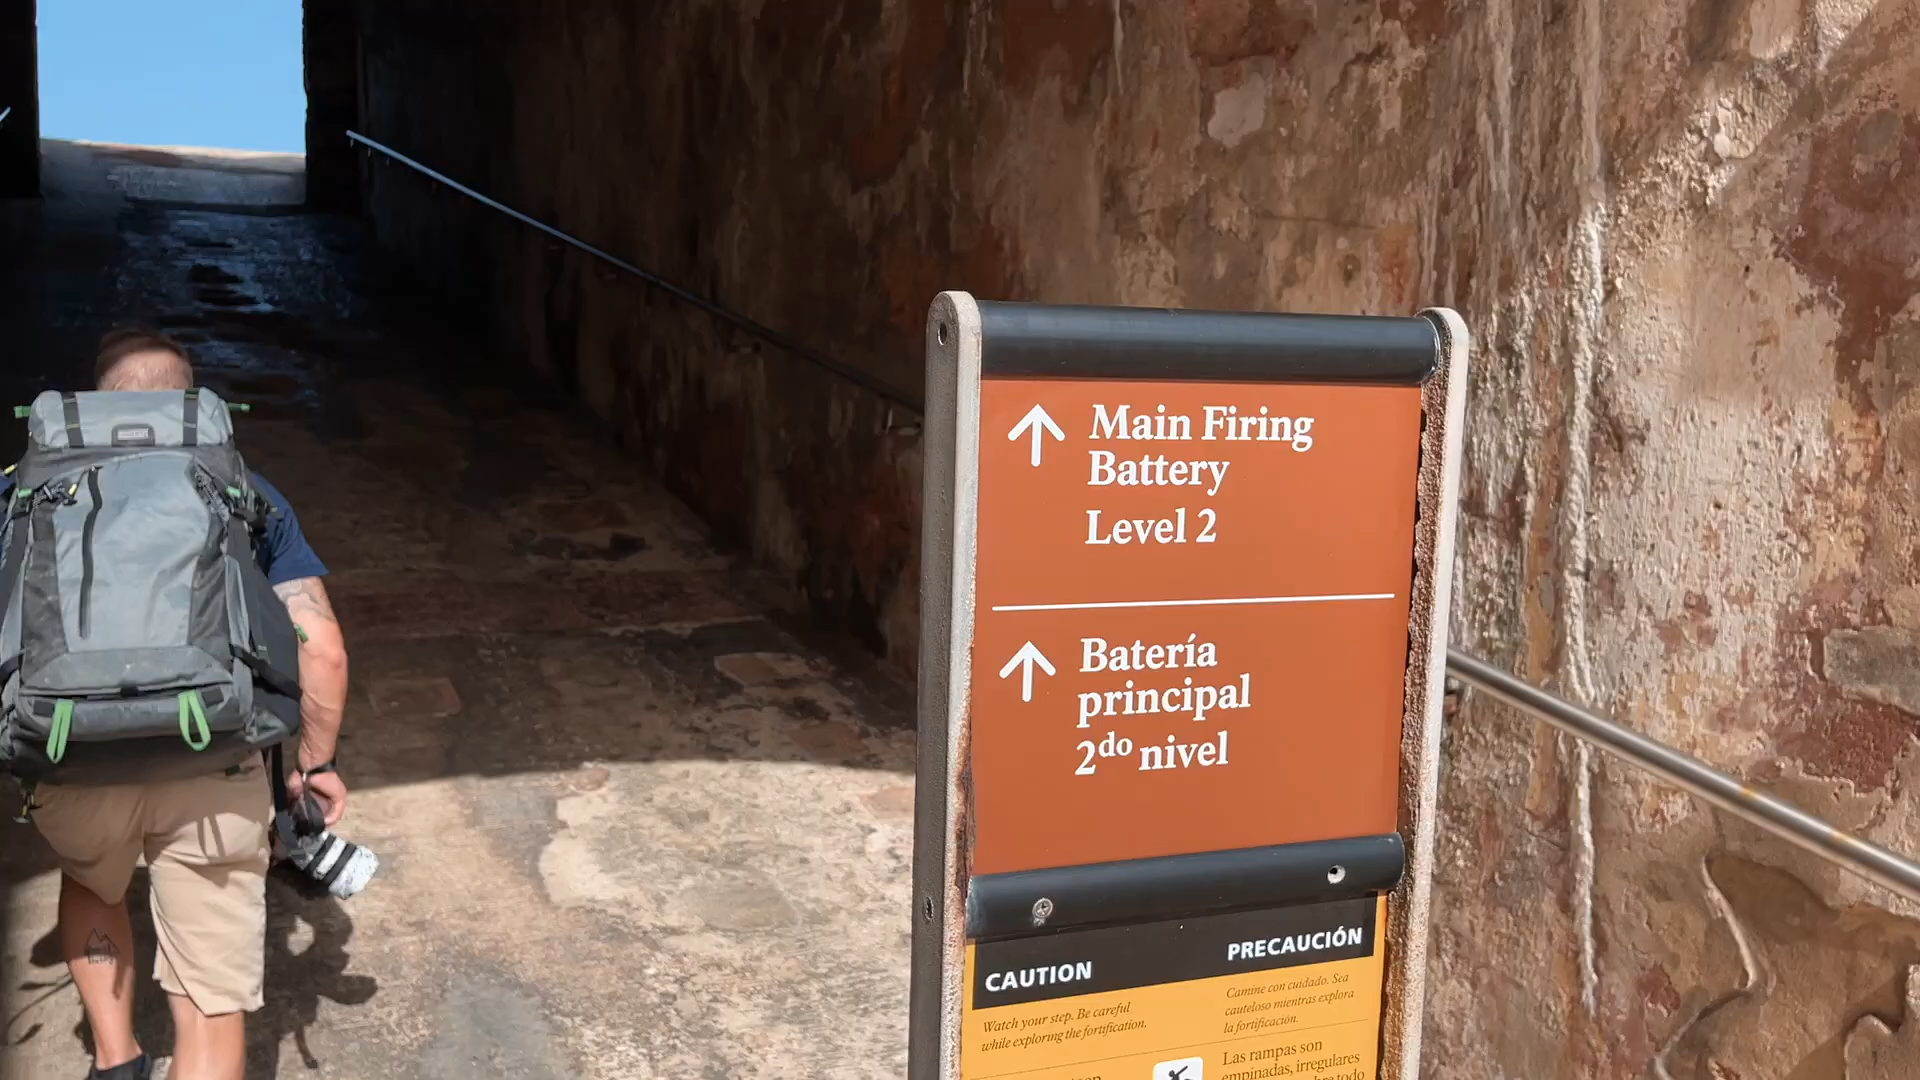 Main Firing
Battery
Level 2
Batería
principal
2do nivel
CAUTION
PRECAUCIÓN
Watch your step. Be careful
while exploring the fortification.
Camine con cuidado. Sea
cauteloso mientras explora
la fortificación.
Las rampas son
empinadas, irregulares
todo